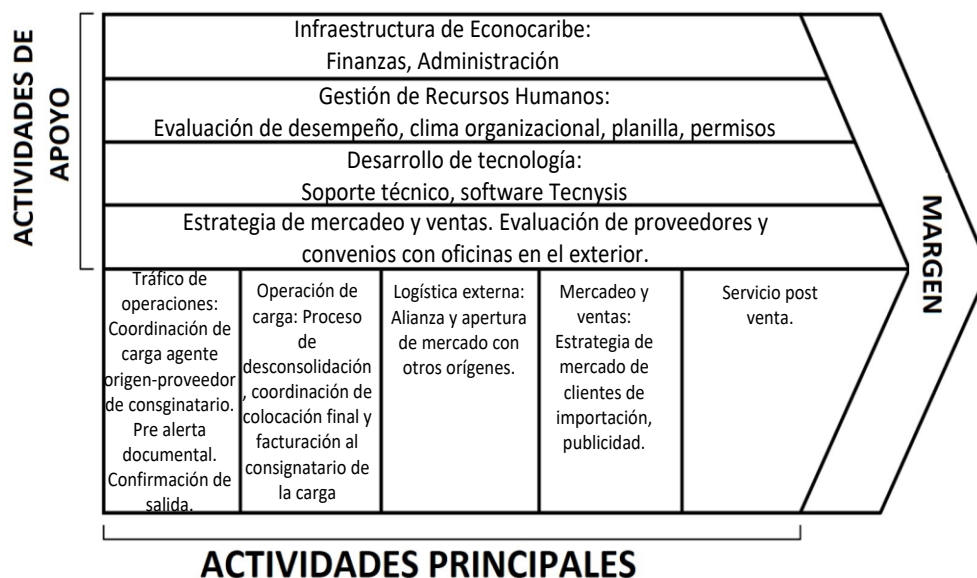 ACTIVIDADES DE
APOYO
Infraestructura de Econocaribe:
Finanzas, Administración
Gestión de Recursos Humanos:
Evaluación de desempeño, clima organizacional, planilla, permisos
Desarrollo de tecnología:
Soporte técnico, software Tecnysis
Estrategia de mercadeo y ventas. Evaluación de proveedores y
convenios con oficinas en el exterior.
Tráfico de
operaciones:
Coordinación de
carga agente
origen-proveedor
de consginatario.
Pre alerta
documental.
Confirmación de
salida.
Operación de
carga: Proceso
de
desconsolidación
, coordinación de
colocación final y
facturación al
consignatario de
la carga
Logística externa:
Alianza y apertura
de mercado con
otros orígenes.
Mercadeo y
ventas:
Estrategia de
mercado de
clientes de
importación,
publicidad.
Servicio post
venta.
MARGEN
ACTIVIDADES PRINCIPALES